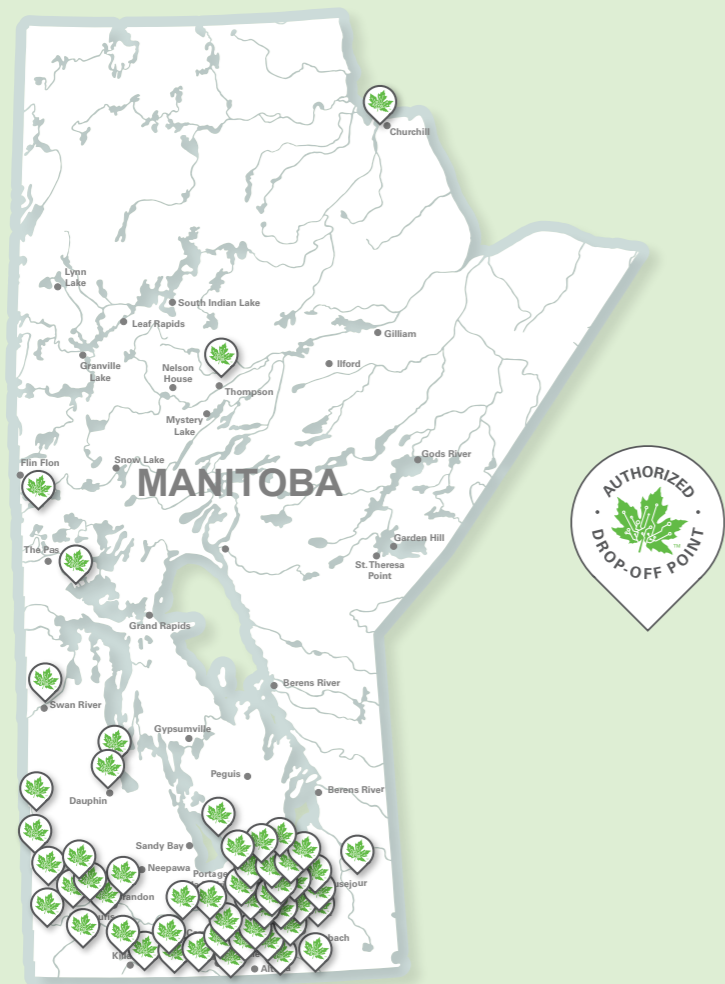 Churchill
Lynn
Lake
South Indian Lake
Leaf Rapids
Gilliam
Granville
Lake
Nelson
House
Ilford
Thompson
Mystery
Lake
Flin Flon
Snow Lake
Gods River
MANITOBA
AUTHORIZED
DROP-OFF POINT
TM
The Pas
Garden Hill
St. Theresa
Point
Grand Rapids
Berens River
Swan River
Gypsumville
Peguis
Berens River
Dauphin
Sandy Bay
Neepawa
Portage